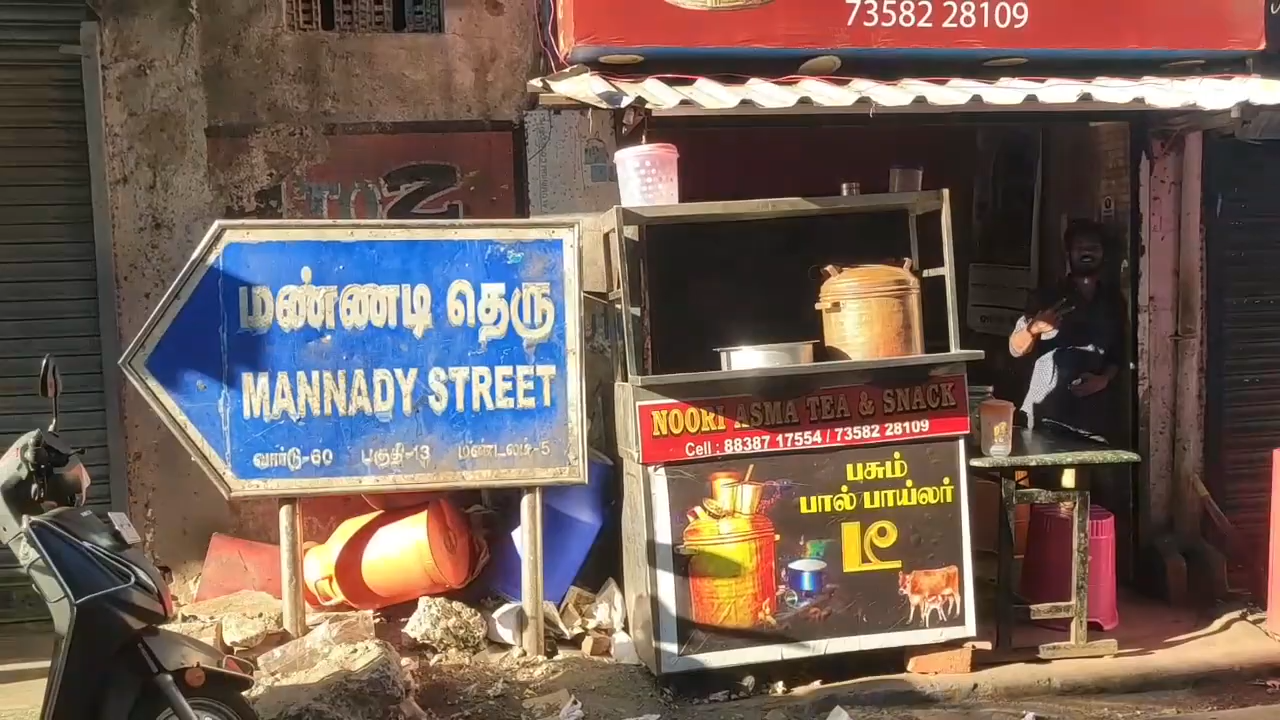 73582 28109
TO Z
மண்ணடி தெரு
MANNADY STREET
வார்டு-60 பகுதி-13 மண்டலம்-5
NOORI ASMA TEA & SNACK
Cell : 88387 17554 / 73582 28109
பசும்
பால் பாய்லர்
டீ